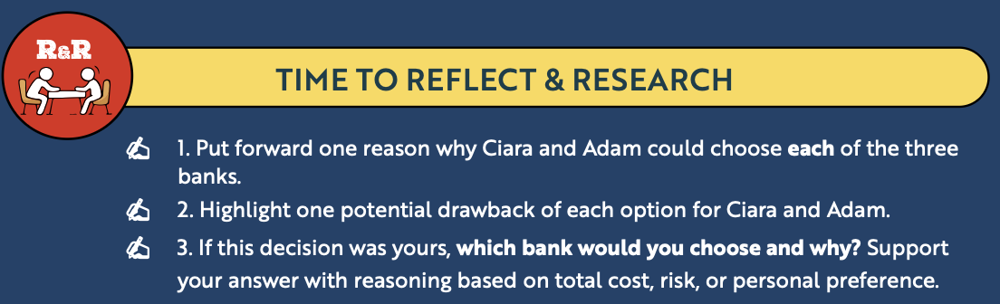 R&R
TIME TO REFLECT & RESEARCH
1. Put forward one reason why Ciara and Adam could choose each of the three
banks.
2. Highlight one potential drawback of each option for Ciara and Adam.
3. If this decision was yours, which bank would you choose and why? Support
your answer with reasoning based on total cost, risk, or personal preference.